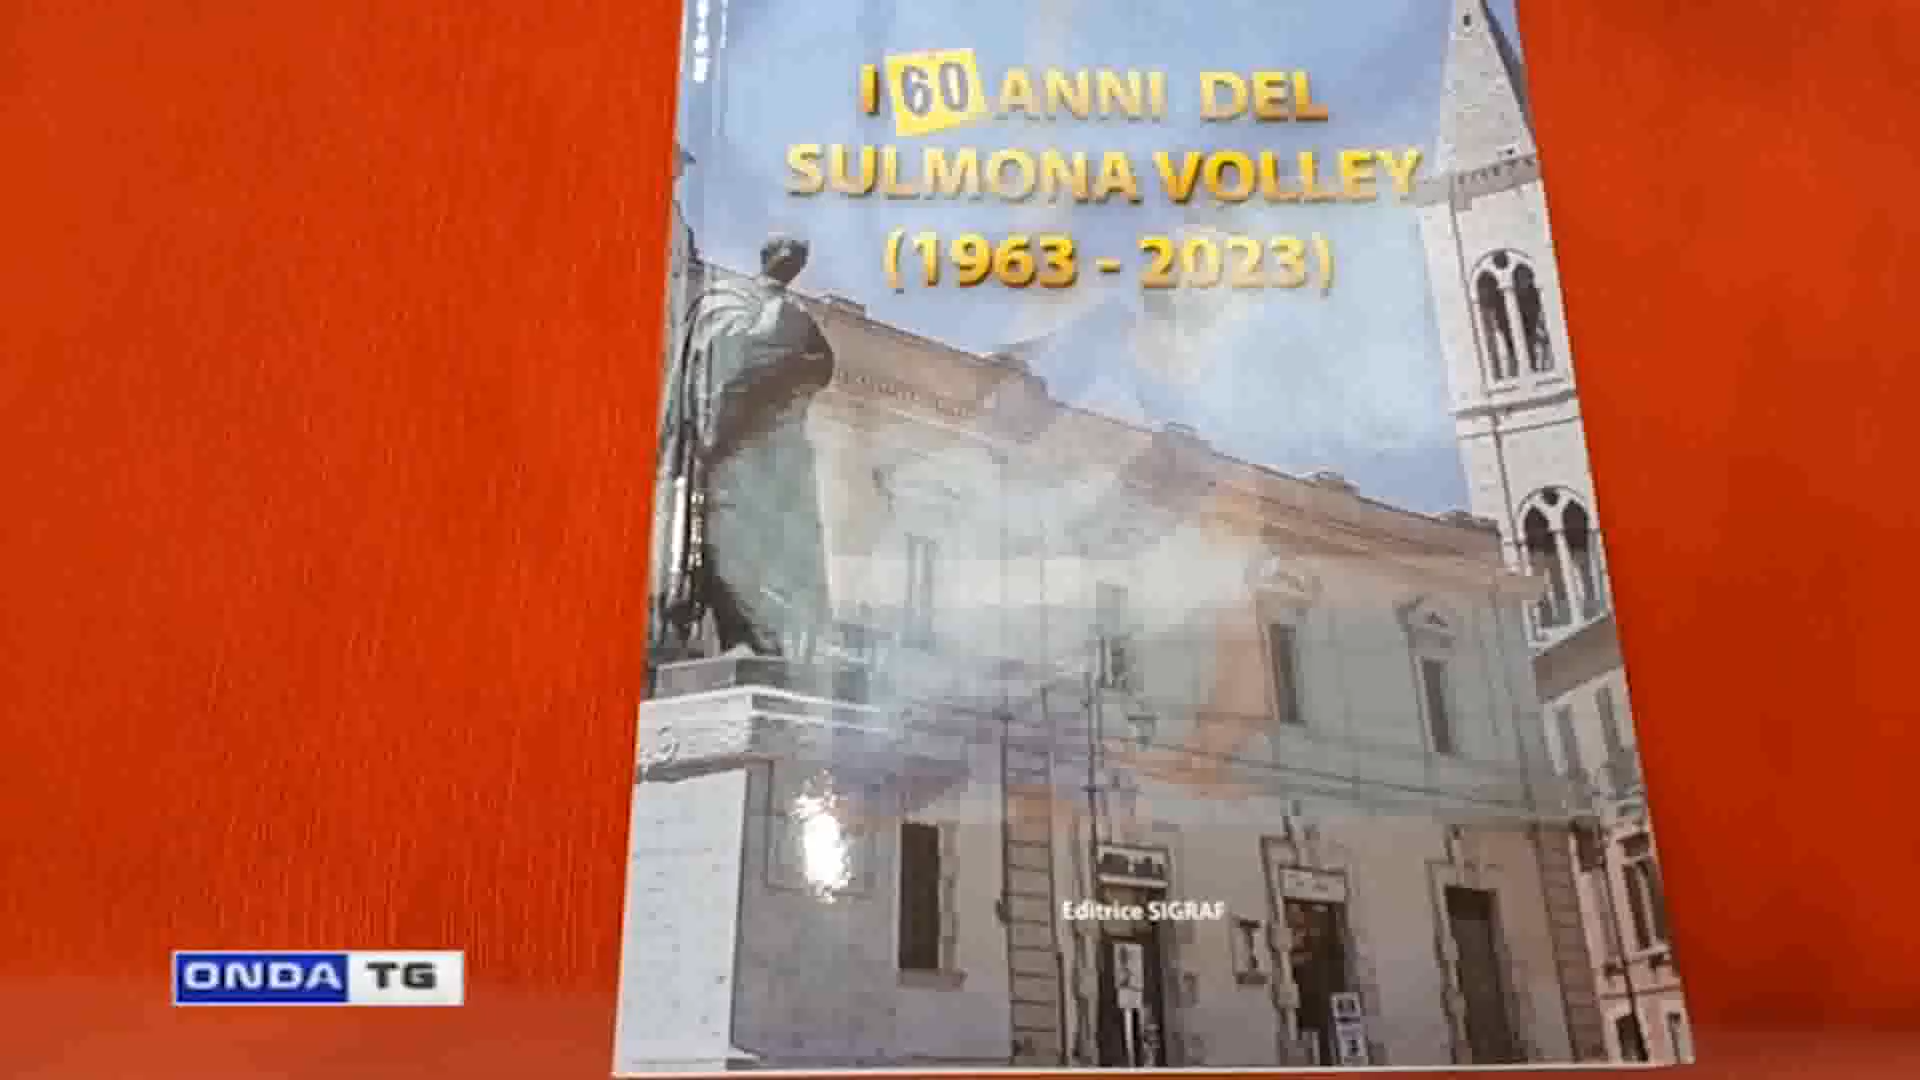 I 60 ANNI DEL
SULMONA VOLLEY
(1963 - 2023)
Editrice SIGRAF
ONDA TG